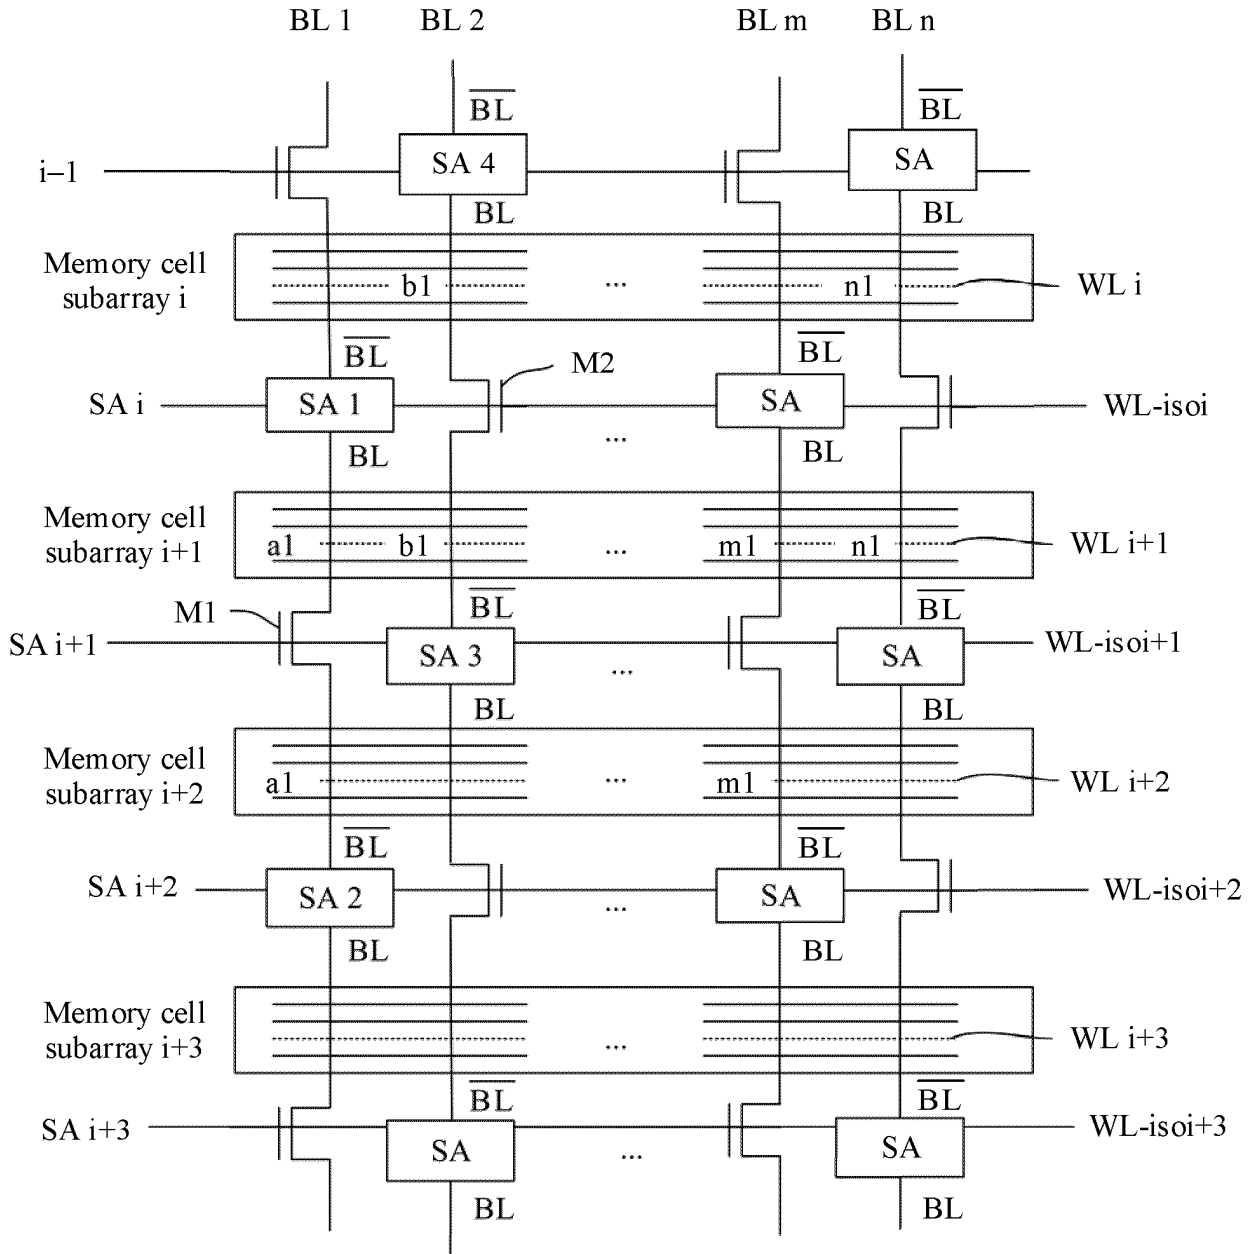 BL 1 BL 2 BL m BL n
BL BL
i–1 SA 4 SA
BL BL
Memory cell
subarray i
b1 ... n1 WL i
BL BL
M2
SA i SA 1 SA WL-isoi
...
BL BL
Memory cell
subarray i+1
a1 b1 ... m1 n1 WL i+1
BL BL
M1
SA i+1 SA 3 ... SA WL-isoi+1
BL BL
Memory cell
subarray i+2
a1 ... m1 WL i+2
BL BL
SA i+2 SA 2 ... SA WL-isoi+2
BL BL
Memory cell
subarray i+3
... WL i+3
BL BL
SA i+3 SA ... SA WL-isoi+3
BL BL